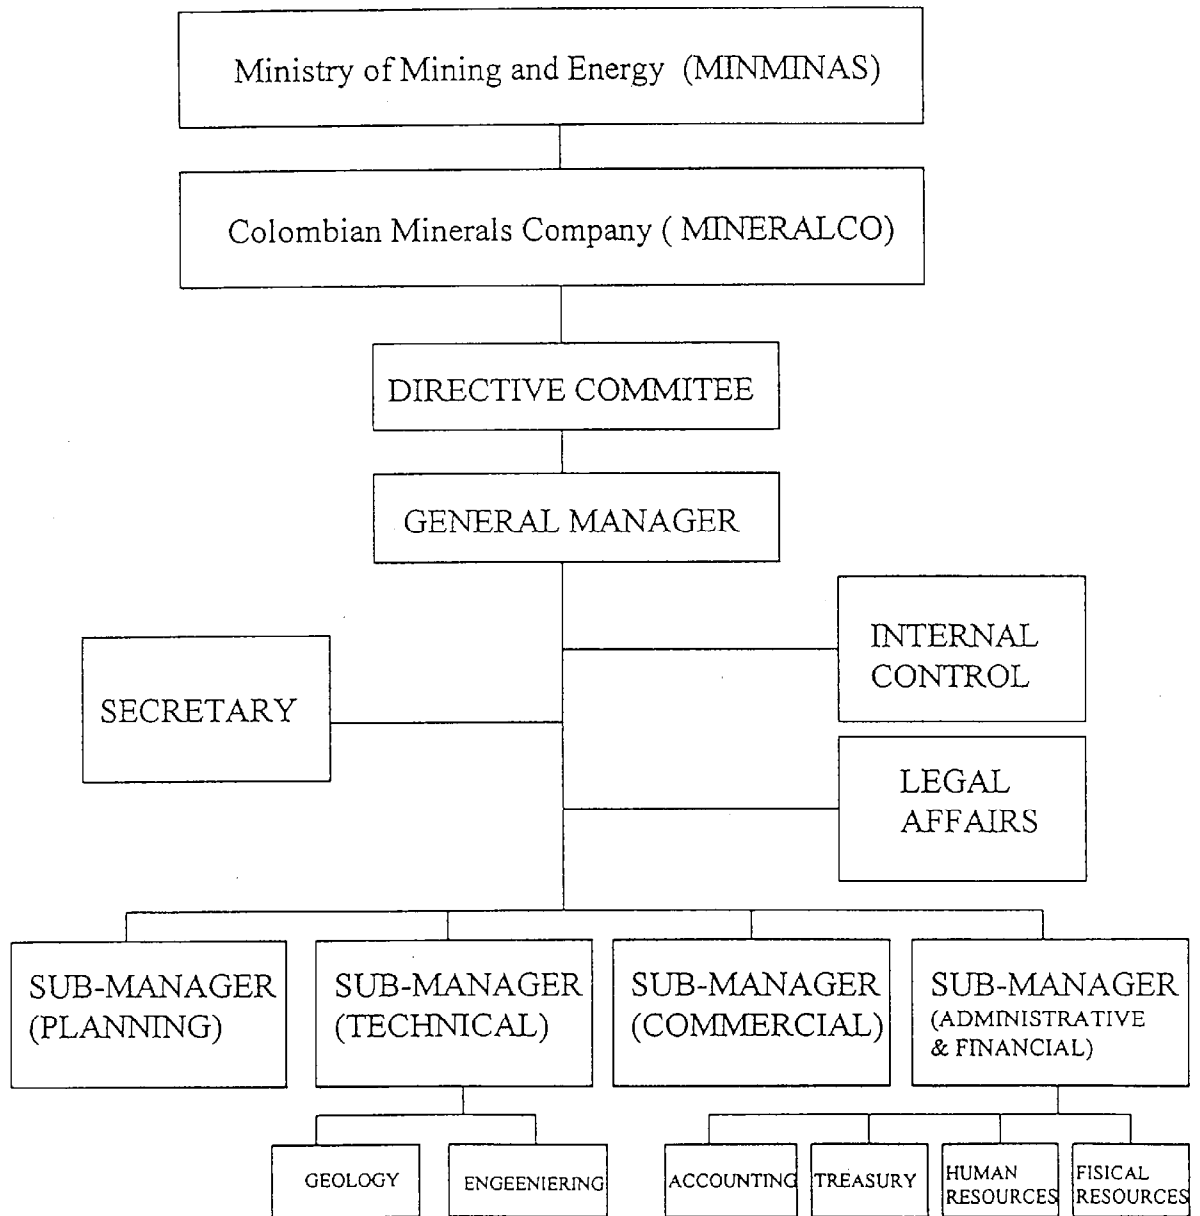 Ministry of Mining and Energy (MINMINAS)
Colombian Minerals Company ( MINERALCO)
DIRECTIVE COMMITEE
GENERAL MANAGER
INTERNAL
CONTROL
SECRETARY
LEGAL
AFFAIRS
SUB-MANAGER
(PLANNING)
SUB-MANAGER
(TECHNICAL)
SUB-MANAGER
(COMMERCIAL)
SUB-MANAGER
(ADMINISTRATIVE
& FINANCIAL)
GEOLOGY
ENGEENIERING
ACCOUNTING
TREASURY
HUMAN
RESOURCES
FISICAL
RESOURCES